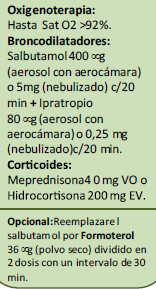 Oxigenoterapia:
Hasta Sat O2 >92%.
Broncodilatadores:
Salbutamol 400 ∞g
(aerosol con aerocámara)
o 5mg (nebulizado) c/20
min + Ipratropio
80 ∞g (aerosol con
aerocámara) o 0,25 mg
(nebulizado)c/20 min.
Corticoides:
Meprednisona4 0 mg VO o
Hidrocortisona 200 mg EV.
Opcional:Reemplazare l
salbutamol por Formoterol
36 ∞g (polvo seco) dividido en
2 dosis con un intervalo de 30
min.